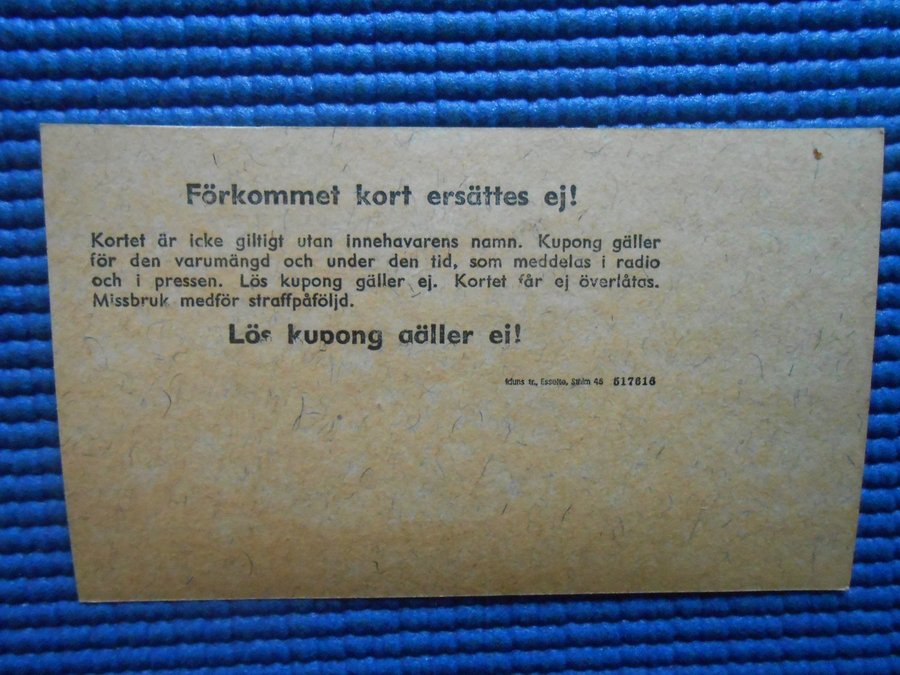 Förkommet kort ersättes ej!
Kortet är icke giltigt utan innehavarens namn. Kupong gäller
för den varumängd och under den tid, som meddelas i radio
och i pressen. Lös kupong gäller ej. Kortet får ej överlåtas.
Missbruk medför straffpåföljd.
Lös kupong gäller ej!
Iduns tr., Esselte, Sthlm 45 517616